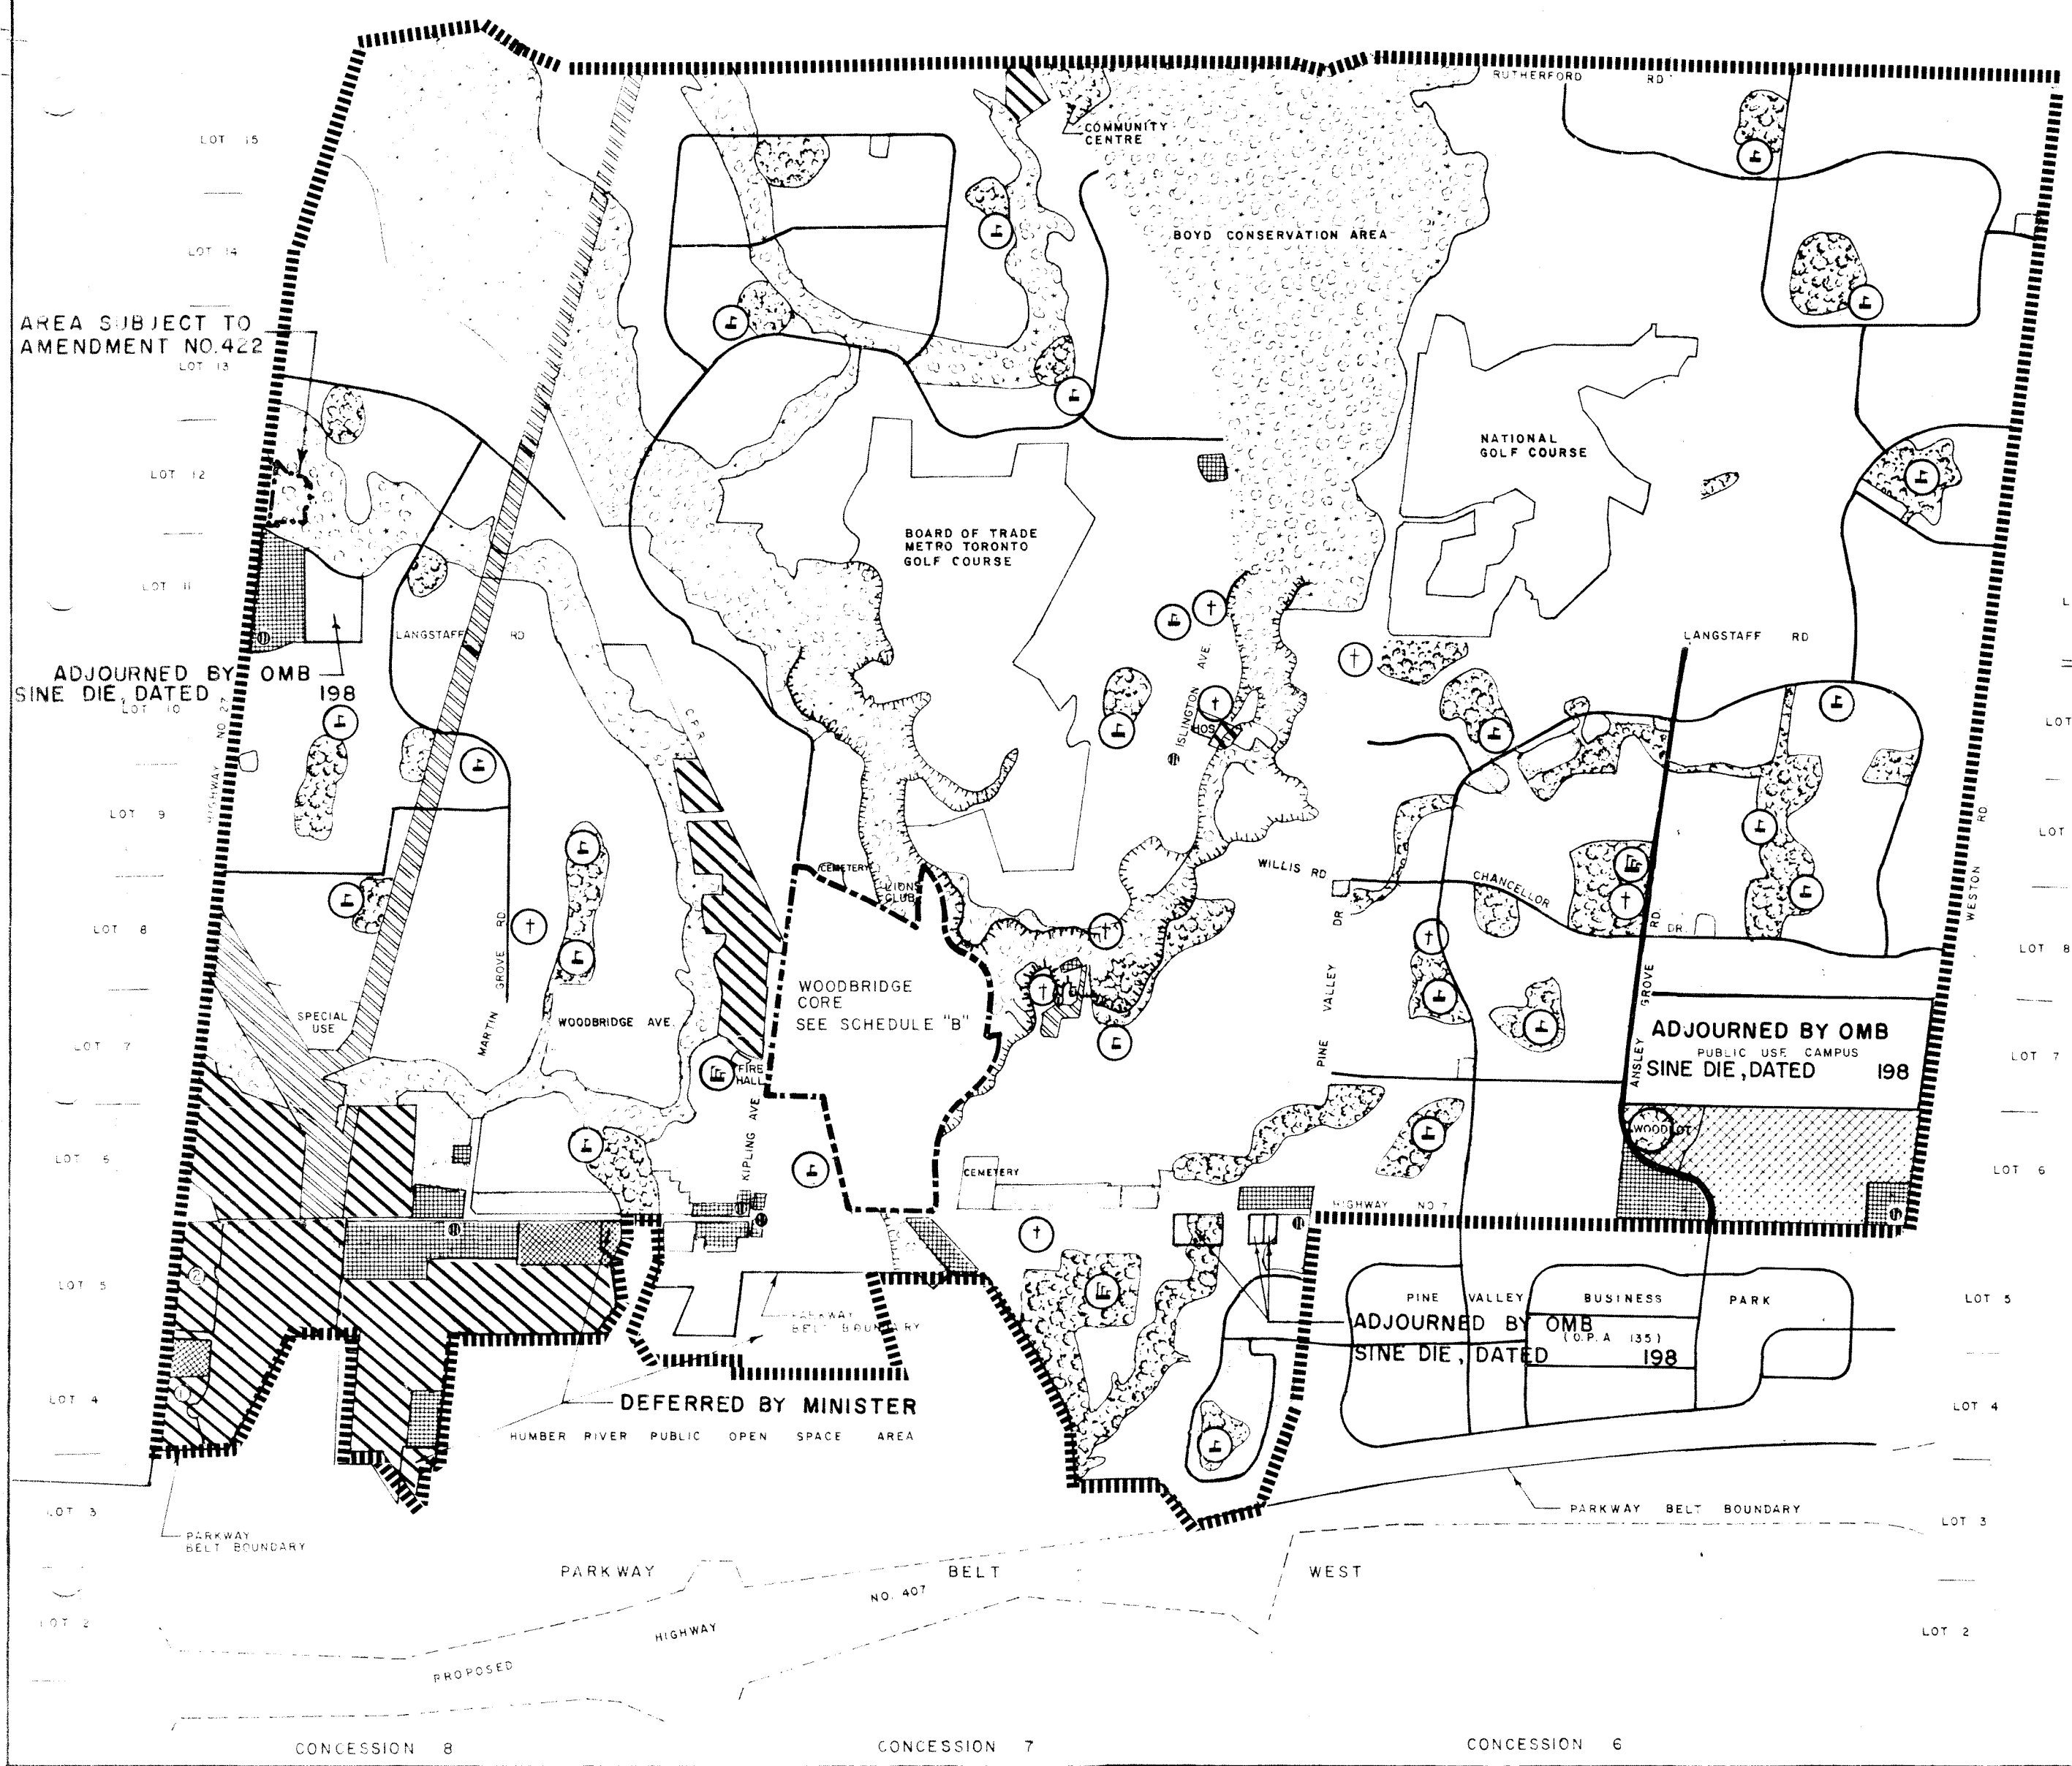 RUTHERFORD RD
COMMUNITY
CENTRE
LOT 15
BOYD CONSERVATION AREA
LOT 14
AREA SUBJECT TO
AMENDMENT NO. 422
LOT 13
NATIONAL
GOLF COURSE
LOT 12
BOARD OF TRADE
METRO TORONTO
GOLF COURSE
LOT 11
LANGSTAFF RD
LANGSTAFF RD
ISLINGTON AVE.
ADJOURNED BY OMB
SINE DIE, DATED 198
LOT 10
LOT
HIGHWAY NO. 27
C.P.R.
HOS
LOT 9
LOT
WESTON RD
CEMETERY
LIONS
CLUB
WILLIS RD
CHANCELLOR DR.
LOT 8
LOT 8
MARTIN GROVE RD
PINE VALLEY DR
ANSLEY GROVE RD.
WOODBRIDGE
CORE
SEE SCHEDULE "B"
SPECIAL
USE
WOODBRIDGE AVE.
LOT 7
ADJOURNED BY OMB
PUBLIC USE CAMPUS
SINE DIE, DATED 198
LOT 7
FIRE
HALL
KIPLING AVE
WOODLOT
LOT 6
CEMETERY
LOT 6
HIGHWAY NO 7
2
LOT 5
PARKWAY
BELT BOUNDARY
PINE VALLEY BUSINESS PARK
LOT 5
ADJOURNED BY OMB
(O.P.A 135)
SINE DIE, DATED 198
1
LOT 4
DEFERRED BY MINISTER
LOT 4
HUMBER RIVER PUBLIC OPEN SPACE AREA
LOT 3
PARKWAY BELT BOUNDARY
LOT 3
PARKWAY
BELT BOUNDARY
PARKWAY BELT WEST
LOT 2
PROPOSED HIGHWAY NO. 407
LOT 2
CONCESSION 8
CONCESSION 7
CONCESSION 6